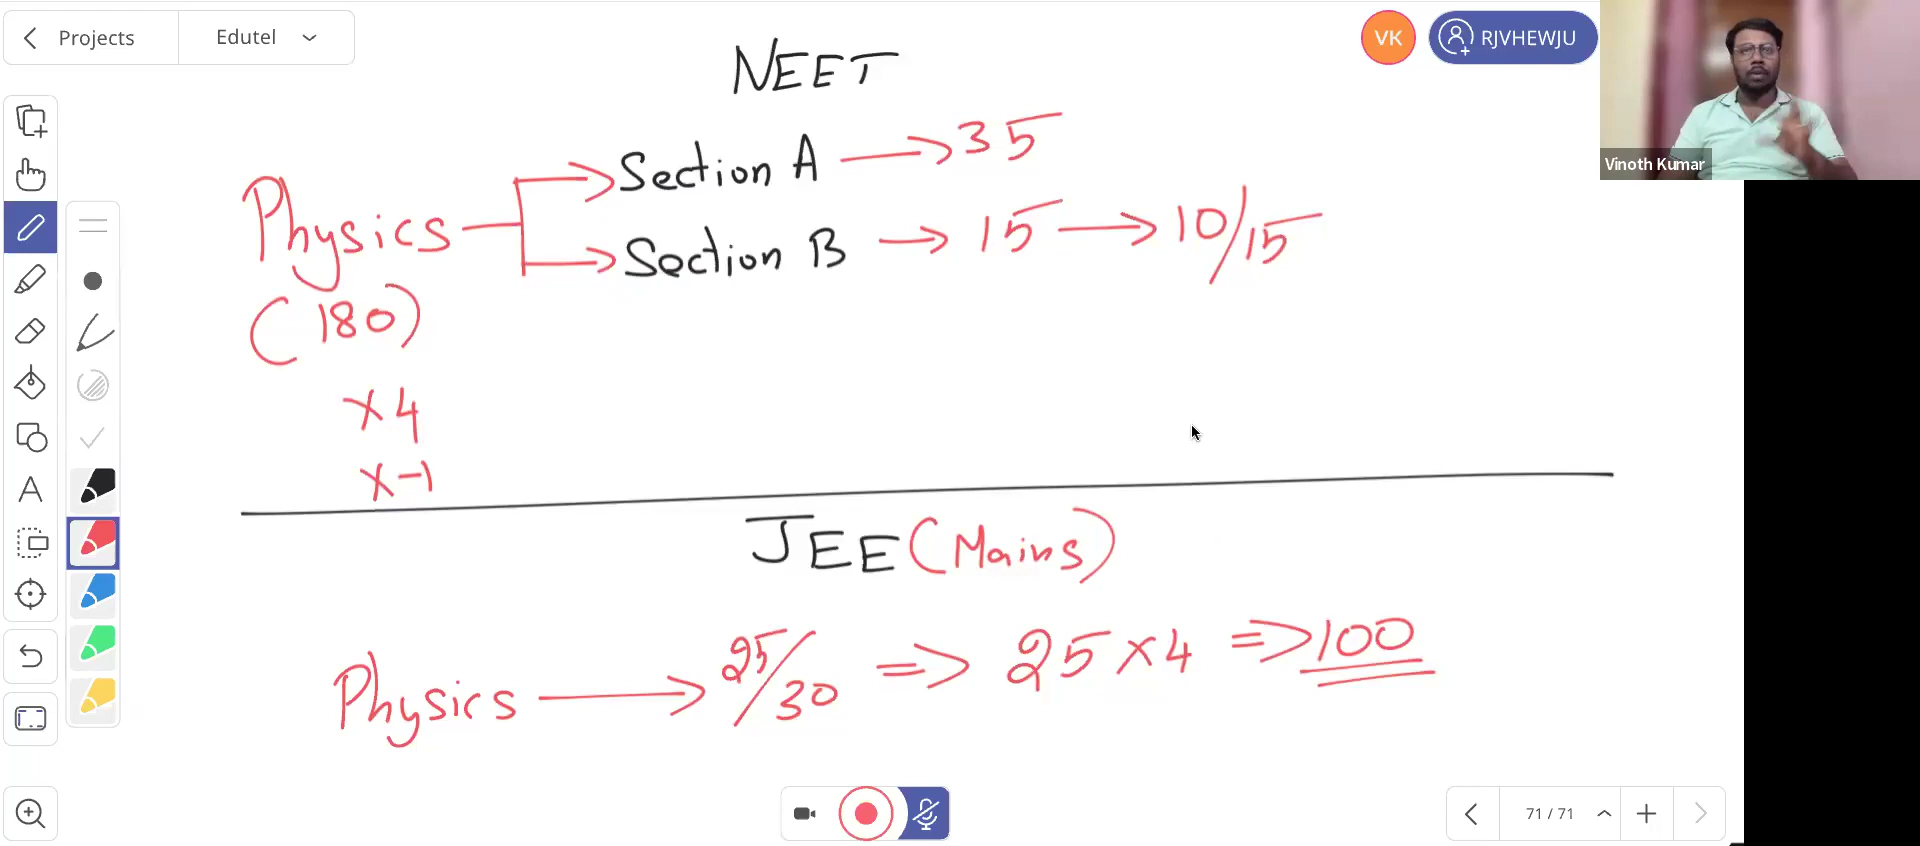 Projects
Edutel
VK
RJVHEWJU
Vinoth Kumar
NEET
Physics
(180)
Section A → 35
Section B → 15 → 10/15
× 4
× -1
JEE (Mains)
Physics → 25/30 ⇒ 25 × 4 ⇒ 100
A
71 / 71